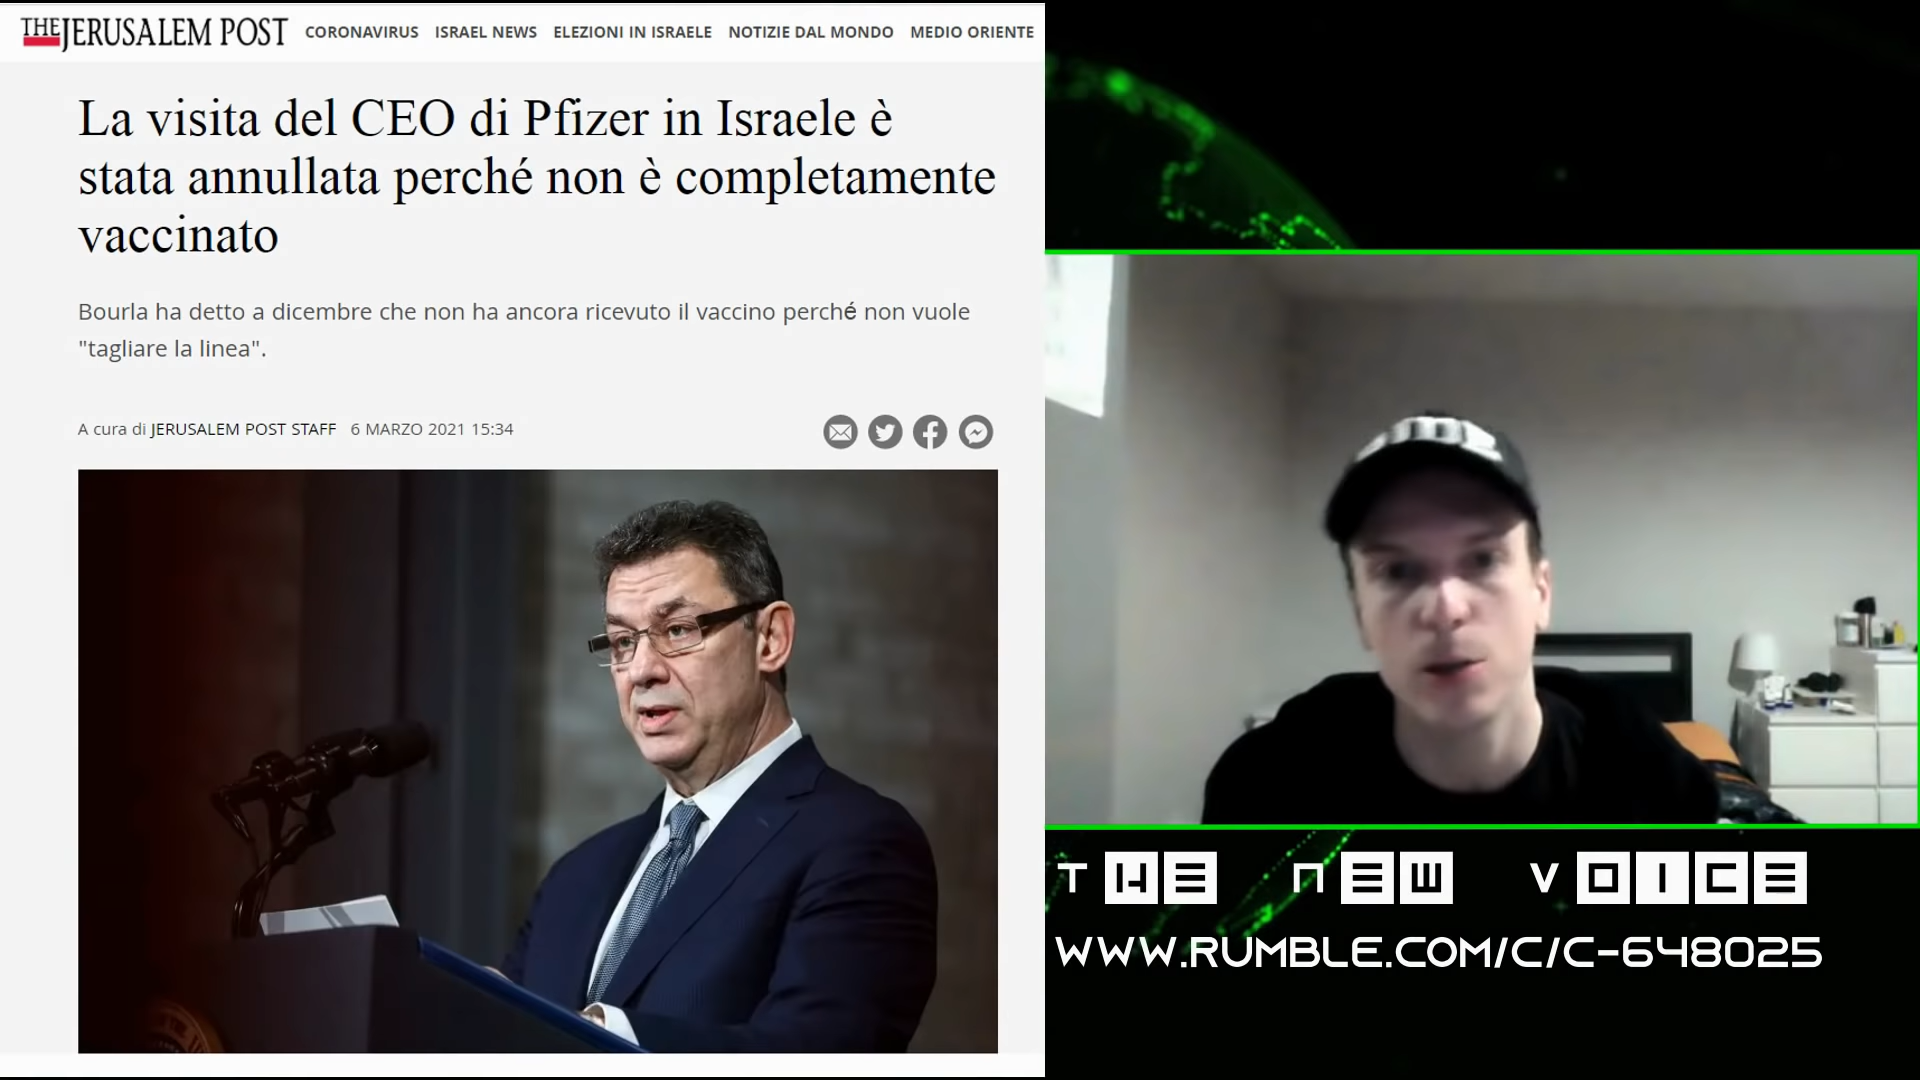 THE JERUSALEM POST CORONAVIRUS ISRAEL NEWS ELEZIONI IN ISRAELE NOTIZIE DAL MONDO MEDIO ORIENTE
La visita del CEO di Pfizer in Israele è
stata annullata perché non è completamente
vaccinato
Bourla ha detto a dicembre che non ha ancora ricevuto il vaccino perché non vuole
"tagliare la linea".
A cura di JERUSALEM POST STAFF 6 MARZO 2021 15:34
THE NEW VOICE
WWW.RUMBLE.COM/C/C-648025